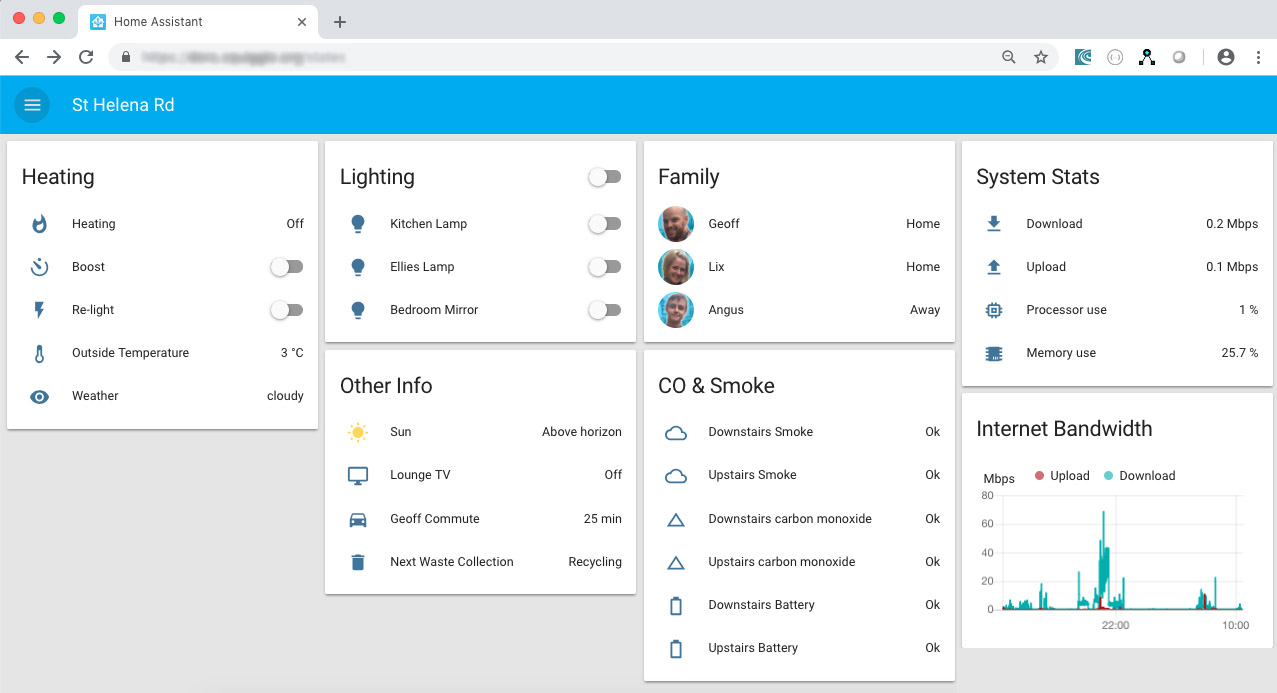 Home Assistant
St Helena Rd
Heating
Heating Off
Boost
Re-light
Outside Temperature 3 °C
Weather cloudy
Lighting
Kitchen Lamp
Ellies Lamp
Bedroom Mirror
Other Info
Sun Above horizon
Lounge TV Off
Geoff Commute 25 min
Next Waste Collection Recycling
Family
Geoff Home
Lix Home
Angus Away
CO & Smoke
Downstairs Smoke Ok
Upstairs Smoke Ok
Downstairs carbon monoxide Ok
Upstairs carbon monoxide Ok
Downstairs Battery Ok
Upstairs Battery Ok
System Stats
Download 0.2 Mbps
Upload 0.1 Mbps
Processor use 1 %
Memory use 25.7 %
Internet Bandwidth
Mbps Upload Download
80
60
40
20
0
22:00 10:00